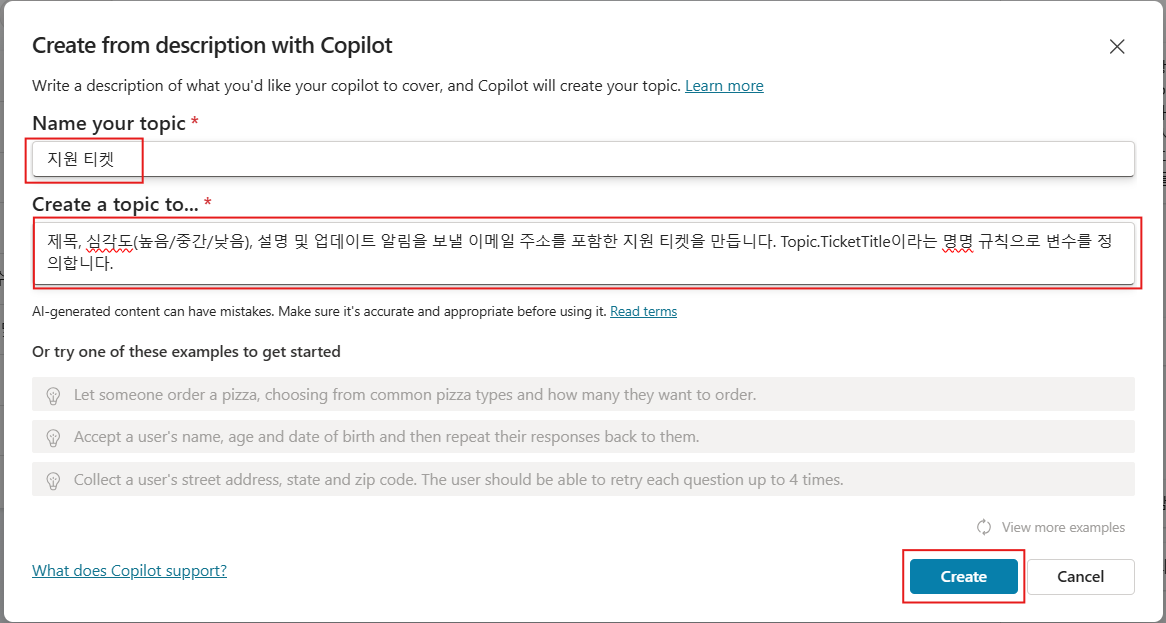 Create from description with Copilot
Write a description of what you'd like your copilot to cover, and Copilot will create your topic. Learn more
Name your topic *
지원 티켓
Create a topic to... *
제목, 심각도(높음/중간/낮음), 설명 및 업데이트 알림을 보낼 이메일 주소를 포함한 지원 티켓을 만듭니다. Topic.TicketTitle이라는 명명 규칙으로 변수를 정
의합니다.
AI-generated content can have mistakes. Make sure it's accurate and appropriate before using it. Read terms
Or try one of these examples to get started
Let someone order a pizza, choosing from common pizza types and how many they want to order.
Accept a user's name, age and date of birth and then repeat their responses back to them.
Collect a user's street address, state and zip code. The user should be able to retry each question up to 4 times.
View more examples
What does Copilot support?
Create
Cancel